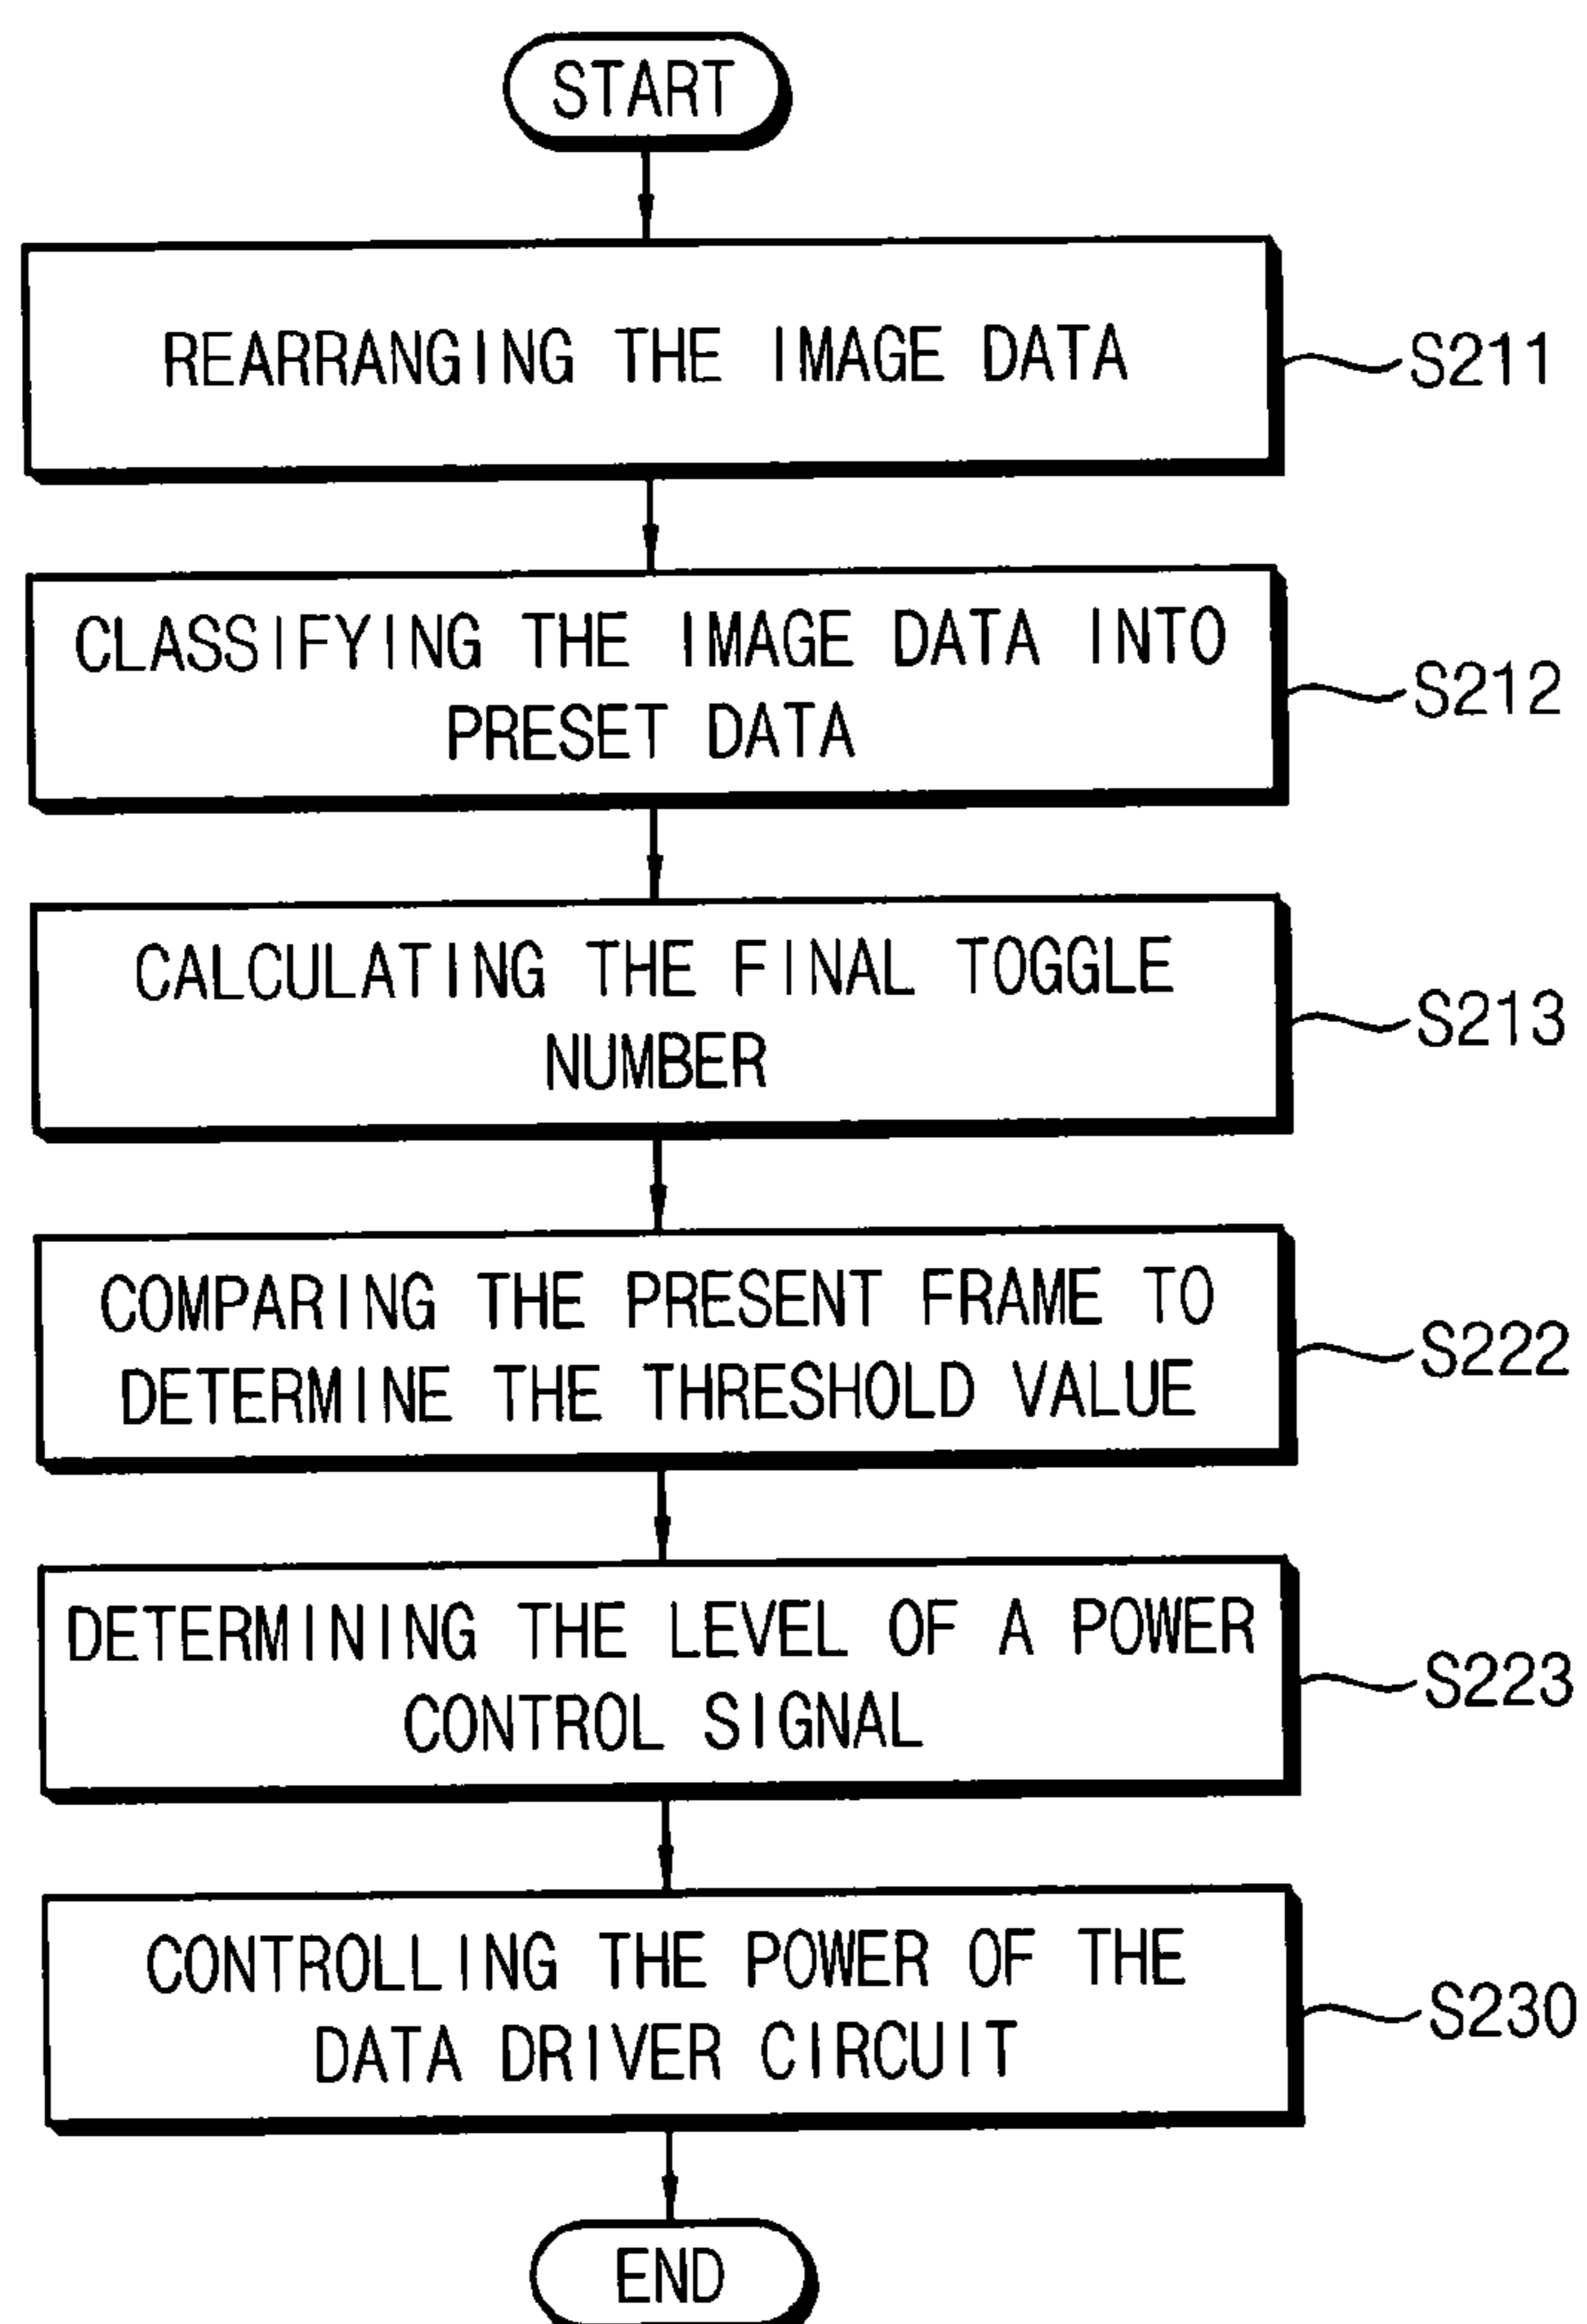 START
REARRANGING THE IMAGE DATA
S211
CLASSIFYING THE IMAGE DATA INTO
PRESET DATA
S212
CALCULATING THE FINAL TOGGLE
NUMBER
S213
COMPARING THE PRESENT FRAME TO
DETERMINE THE THRESHOLD VALUE
S222
DETERMINING THE LEVEL OF A POWER
CONTROL SIGNAL
S223
CONTROLLING THE POWER OF THE
DATA DRIVER CIRCUIT
S230
END